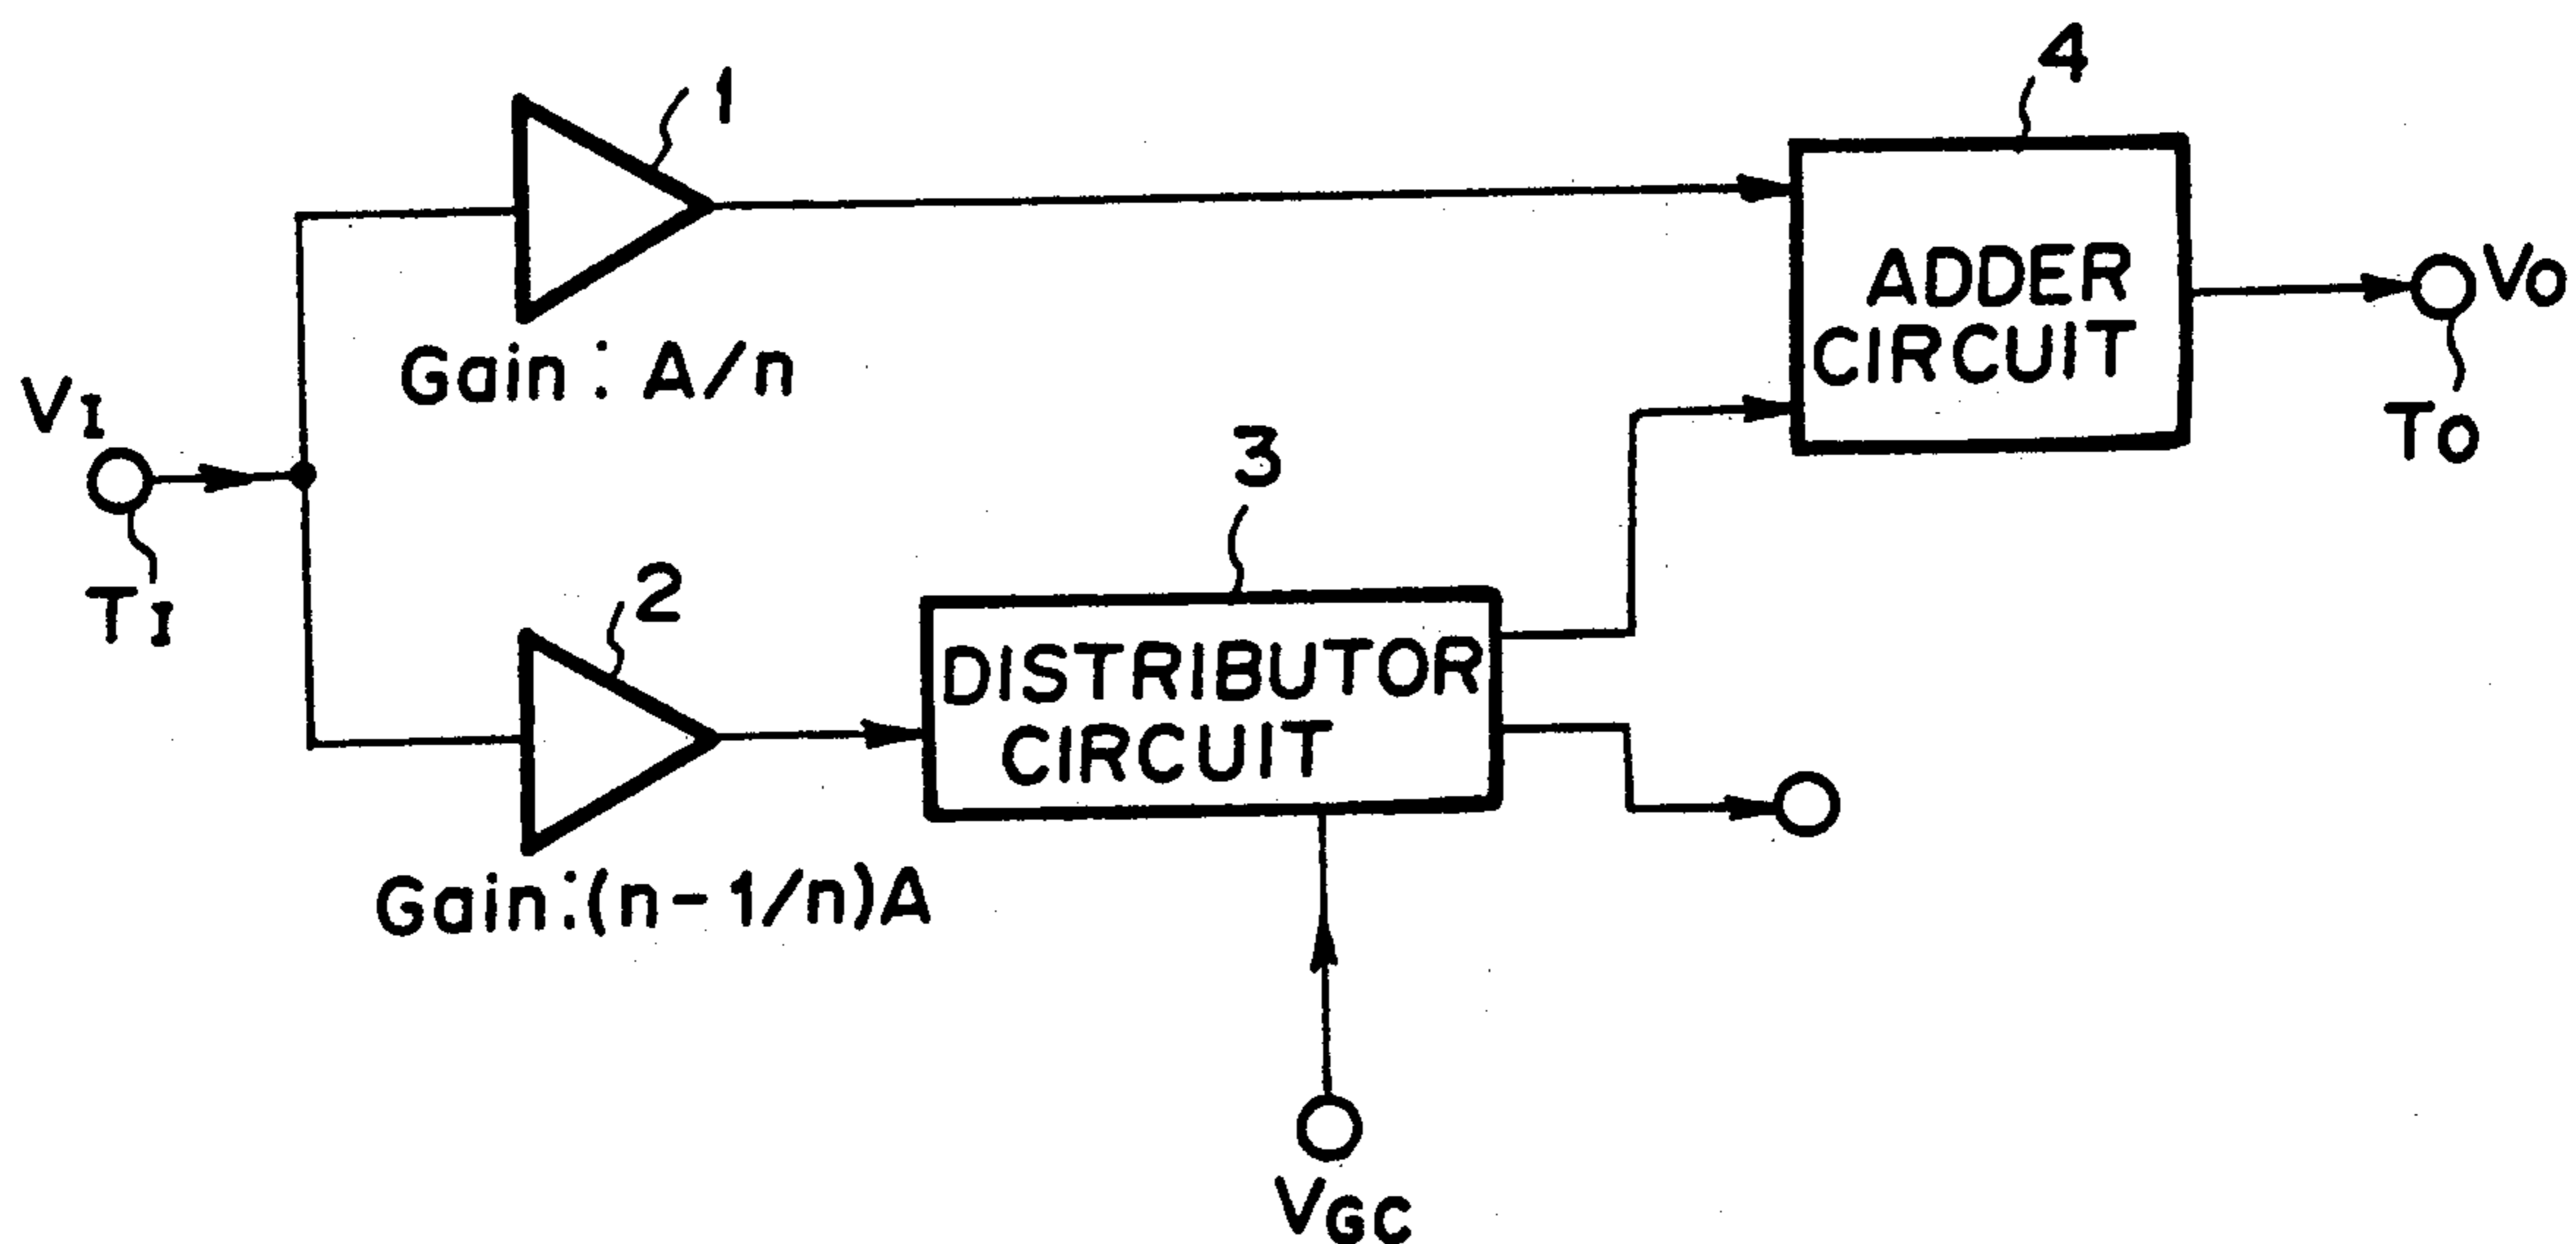 1
4
ADDER
CIRCUIT
Vo
To
Gain: A/n
VI
TI
3
2
DISTRIBUTOR
CIRCUIT
Gain:(n-1/n)A
VGC